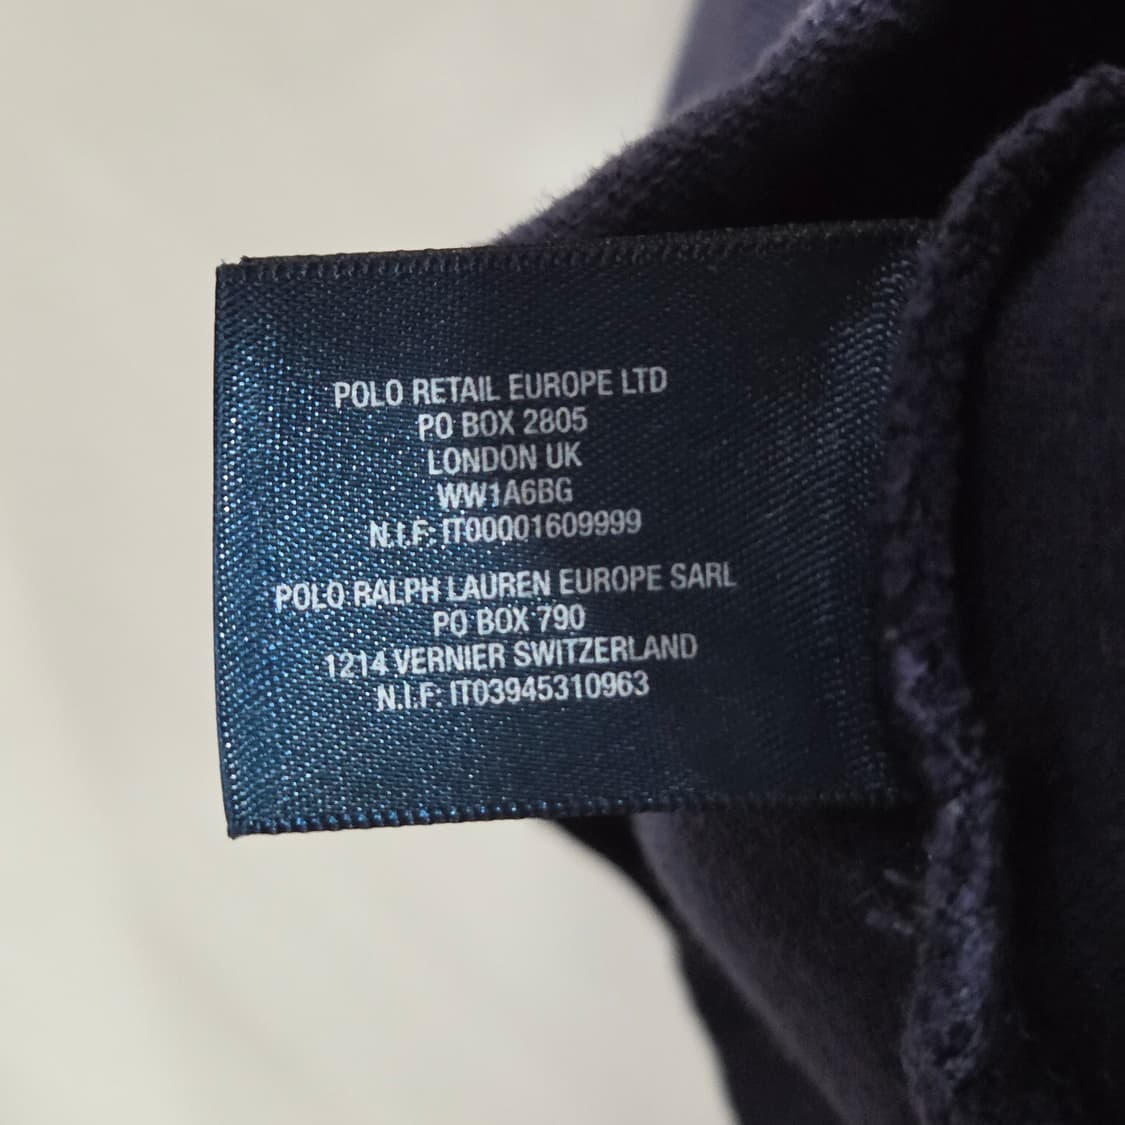 POLO RETAIL EUROPE LTD
PO BOX 2805
LONDON UK
WW1A6BG
N.I.F: IT00001609999
POLO RALPH LAUREN EUROPE SARL
PO BOX 790
1214 VERNIER SWITZERLAND
N.I.F: IT03945310963